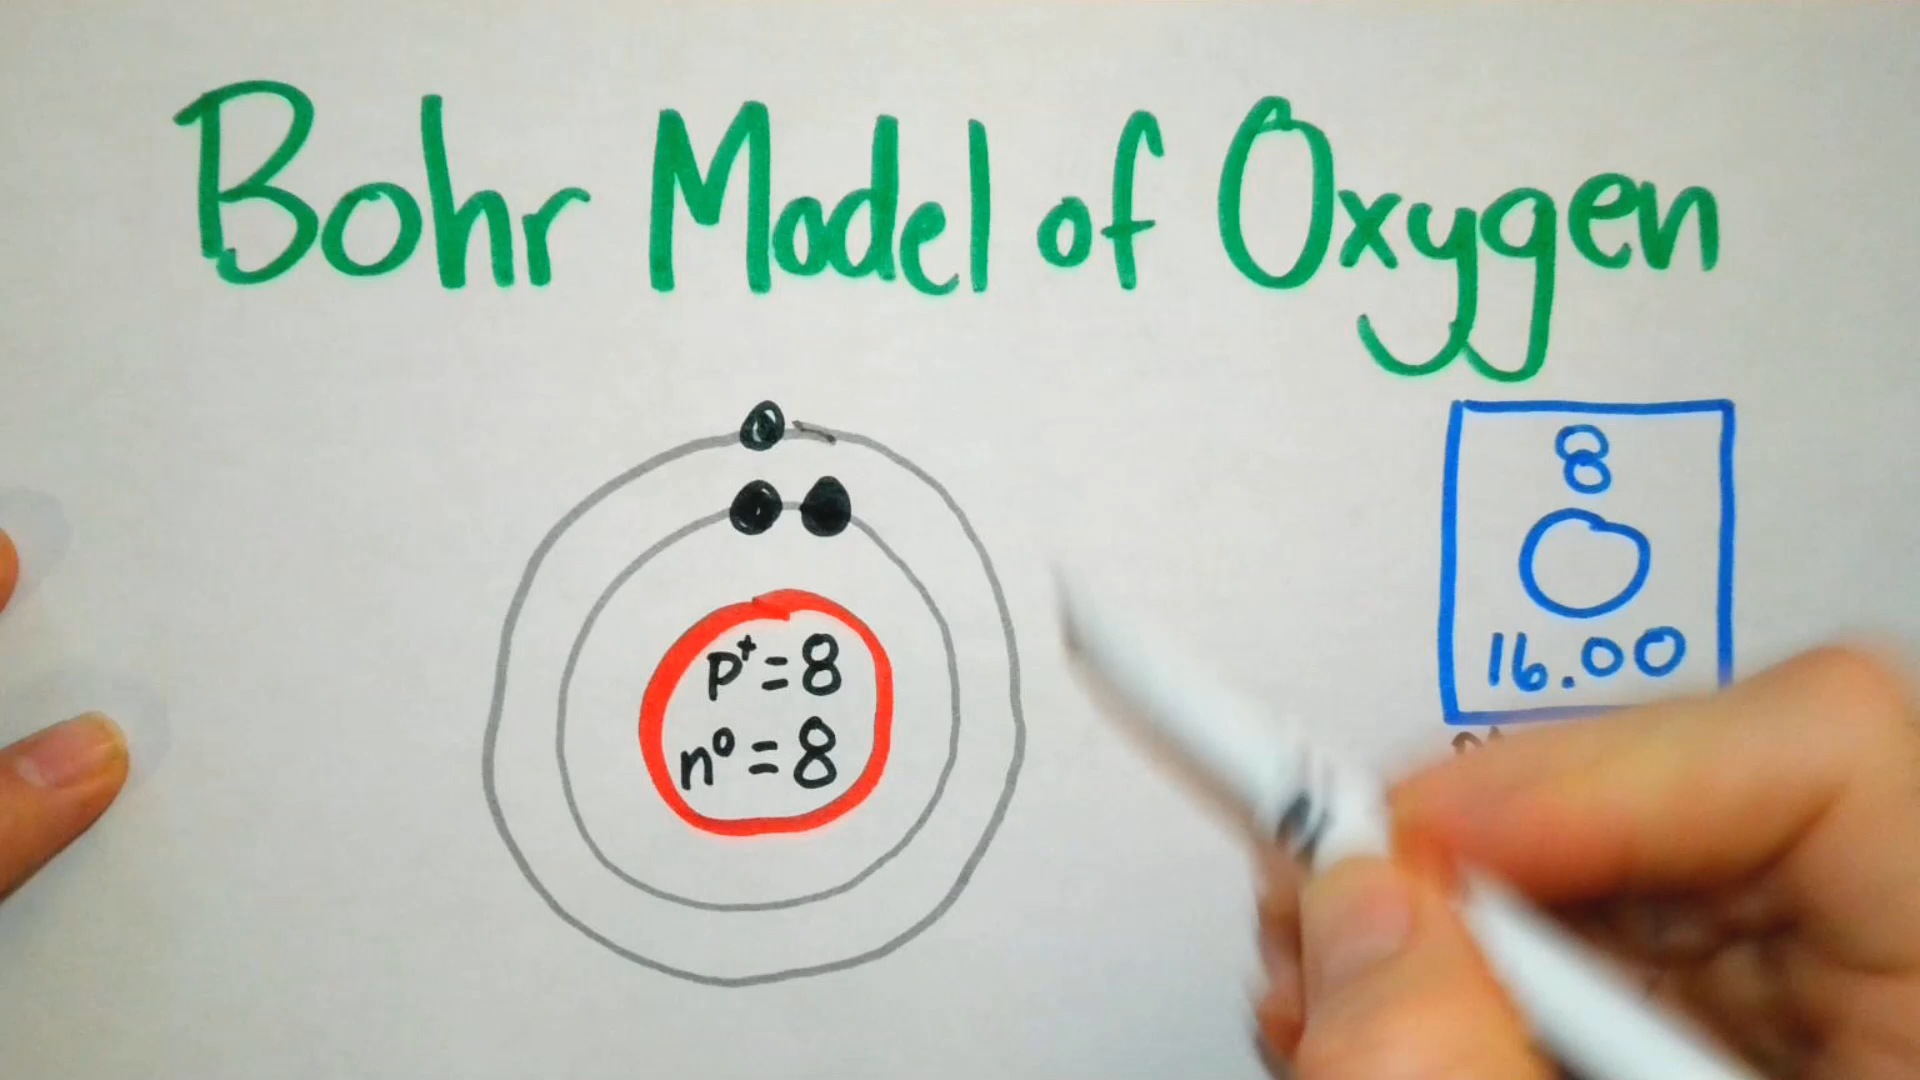 Bohr Model of Oxygen
8
O
16.00
p⁺=8
n⁰=8